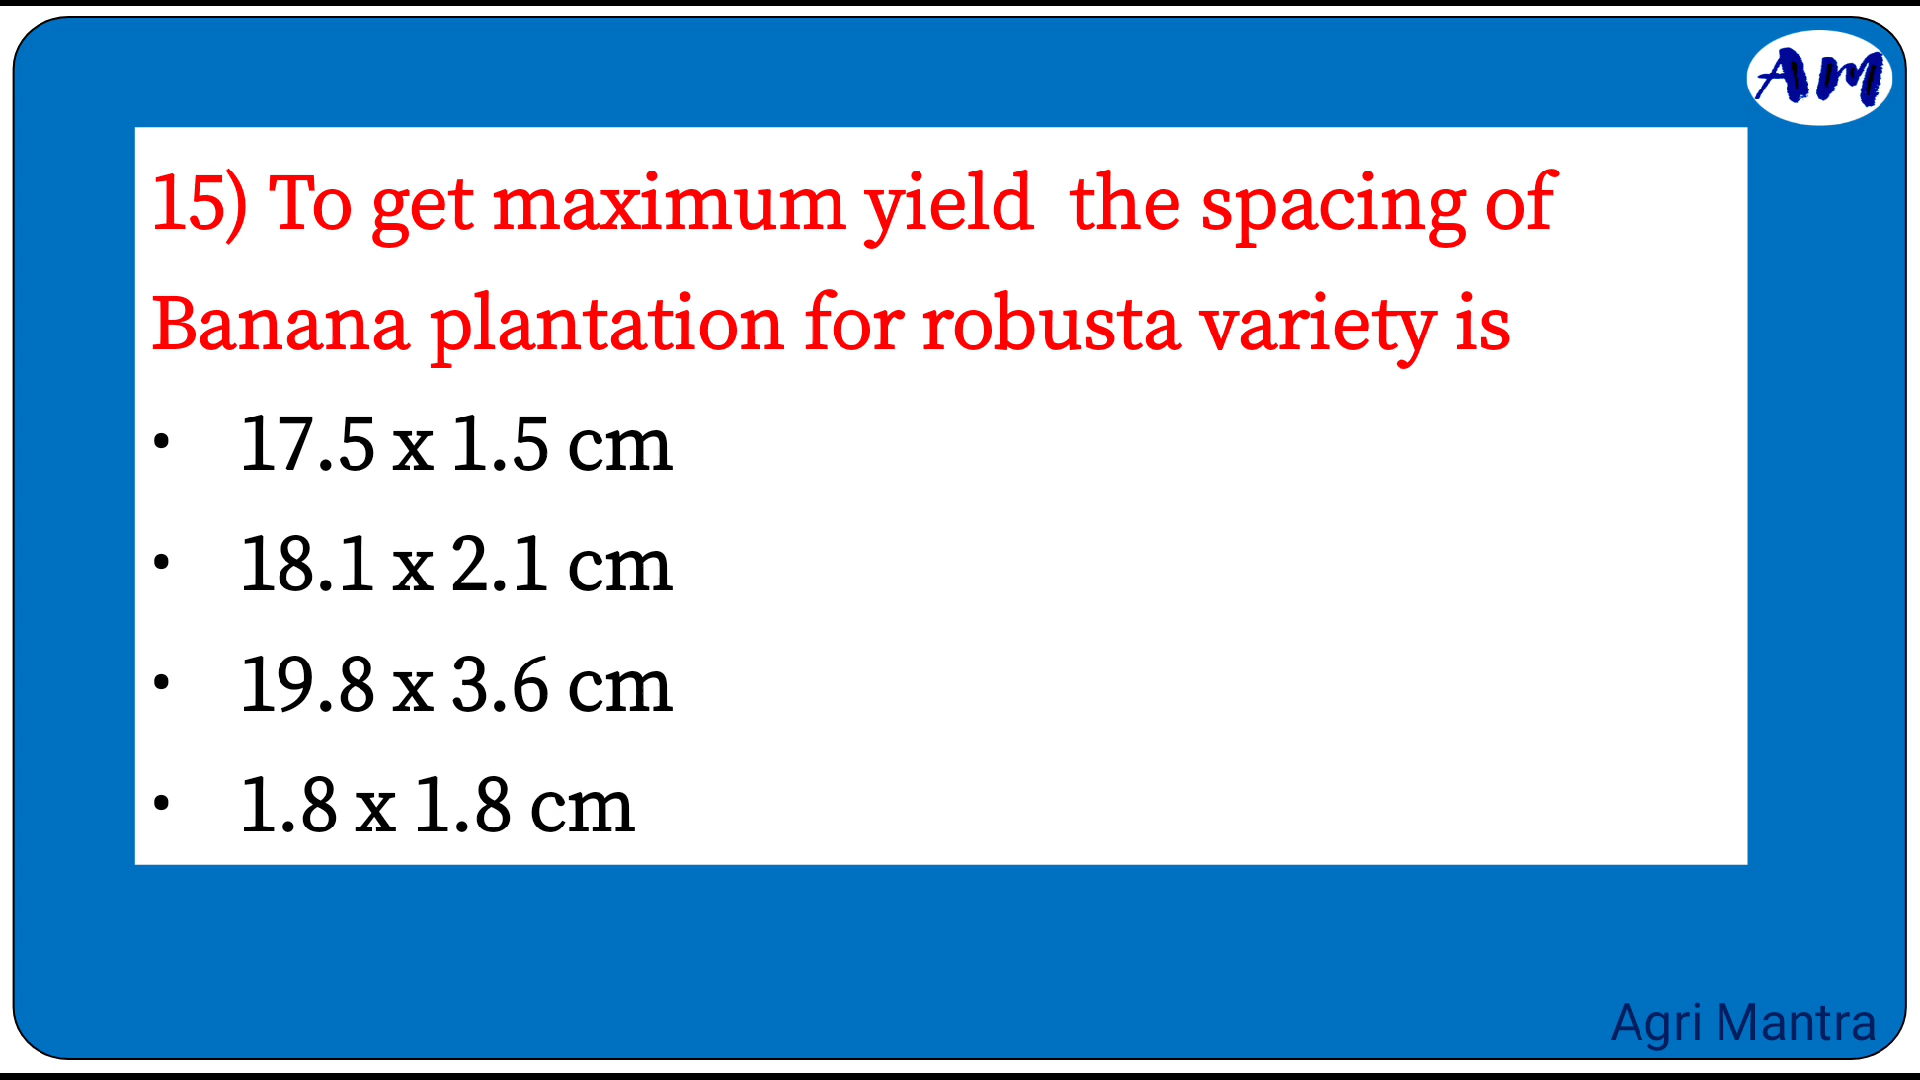 AM
15) To get maximum yield  the spacing of
Banana plantation for robusta variety is
• 17.5 x 1.5 cm
• 18.1 x 2.1 cm
• 19.8 x 3.6 cm
• 1.8 x 1.8 cm
Agri Mantra